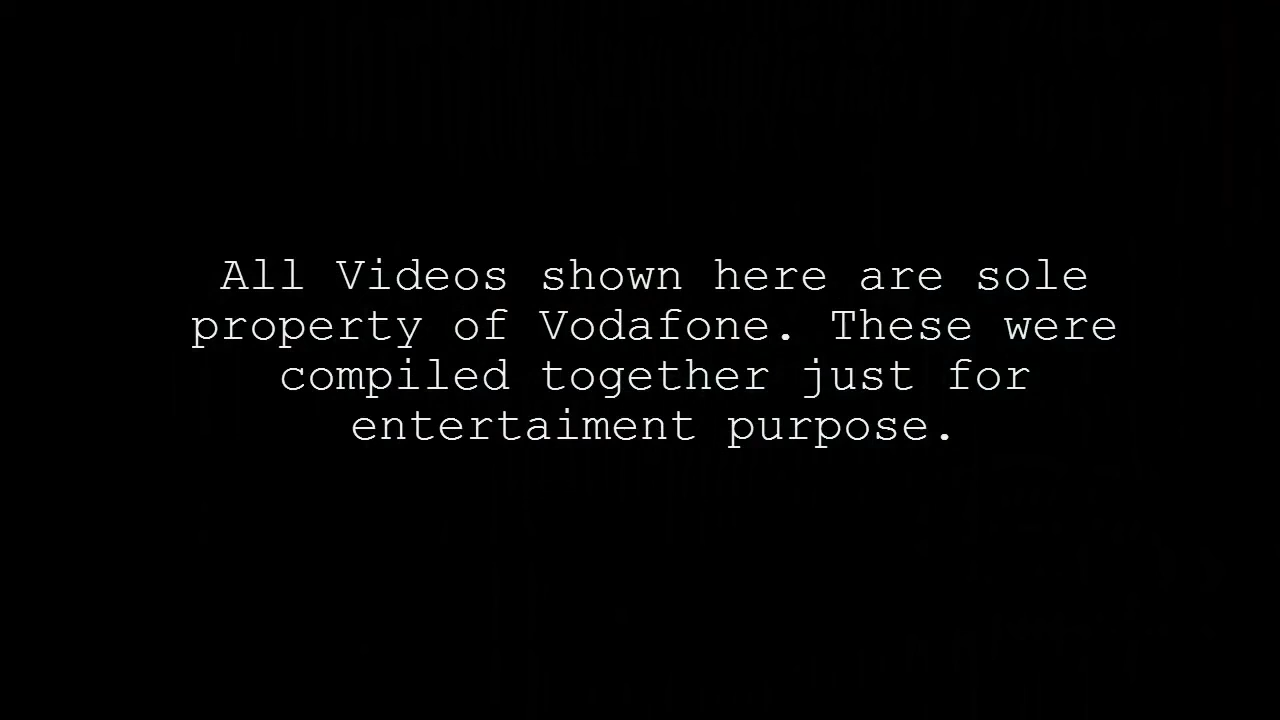 All Videos shown here are sole
property of Vodafone. These were
compiled together just for
entertaiment purpose.